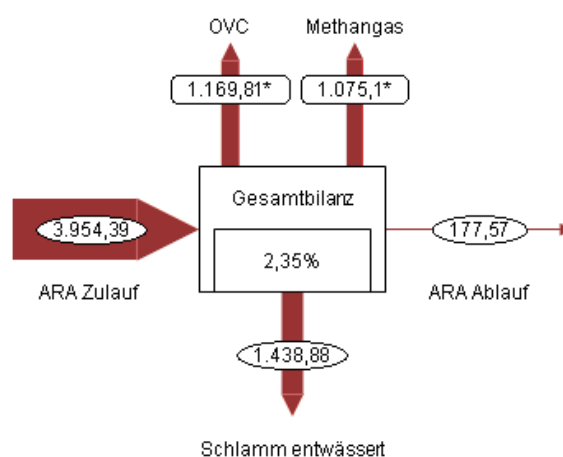 OVC
Methangas
1.169,81*
1.075,1*
Gesamtbilanz
3.954,39
177,57
2,35%
ARA Zulauf
ARA Ablauf
1.438,88
Schlamm entwässert